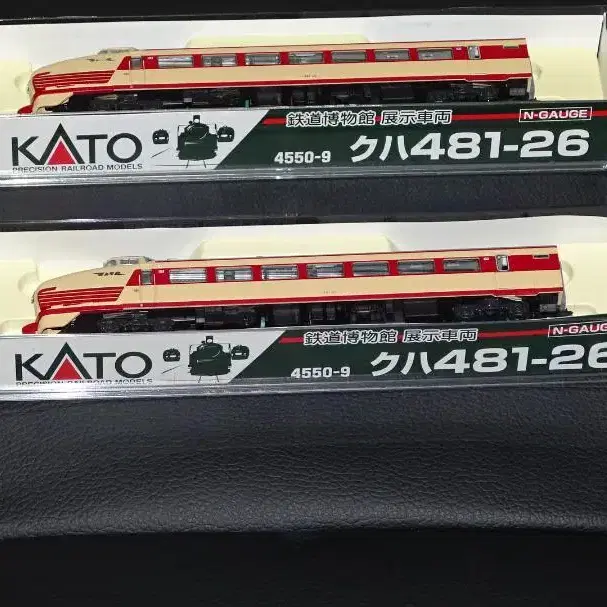 鉄道博物館 展示車両
N-GAUGE
KATO
PRECISION RAILROAD MODELS
4550-9
クハ481-26
鉄道博物館 展示車両
N-GAUGE
KATO
PRECISION RAILROAD MODELS
4550-9
クハ481-26